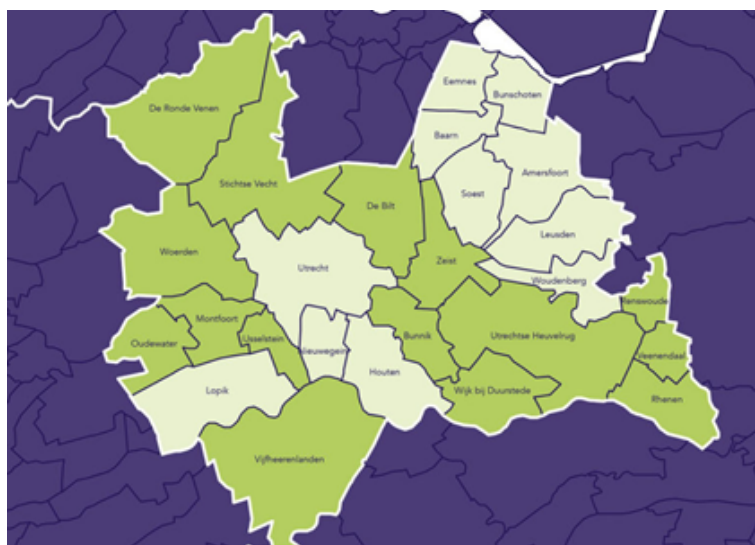 Eemnes
Bunschoten
De Ronde Venen
Baarn
Amersfoort
Stichtse Vecht
Soest
De Bilt
Leusden
Woerden
Zeist
Utrecht
Woudenberg
Renswoude
Montfoort
Oudewater
IJsselstein
Bunnik
Utrechtse Heuvelrug
Nieuwegein
Veenendaal
Houten
Lopik
Wijk bij Duurstede
Rhenen
Vijfheerenlanden